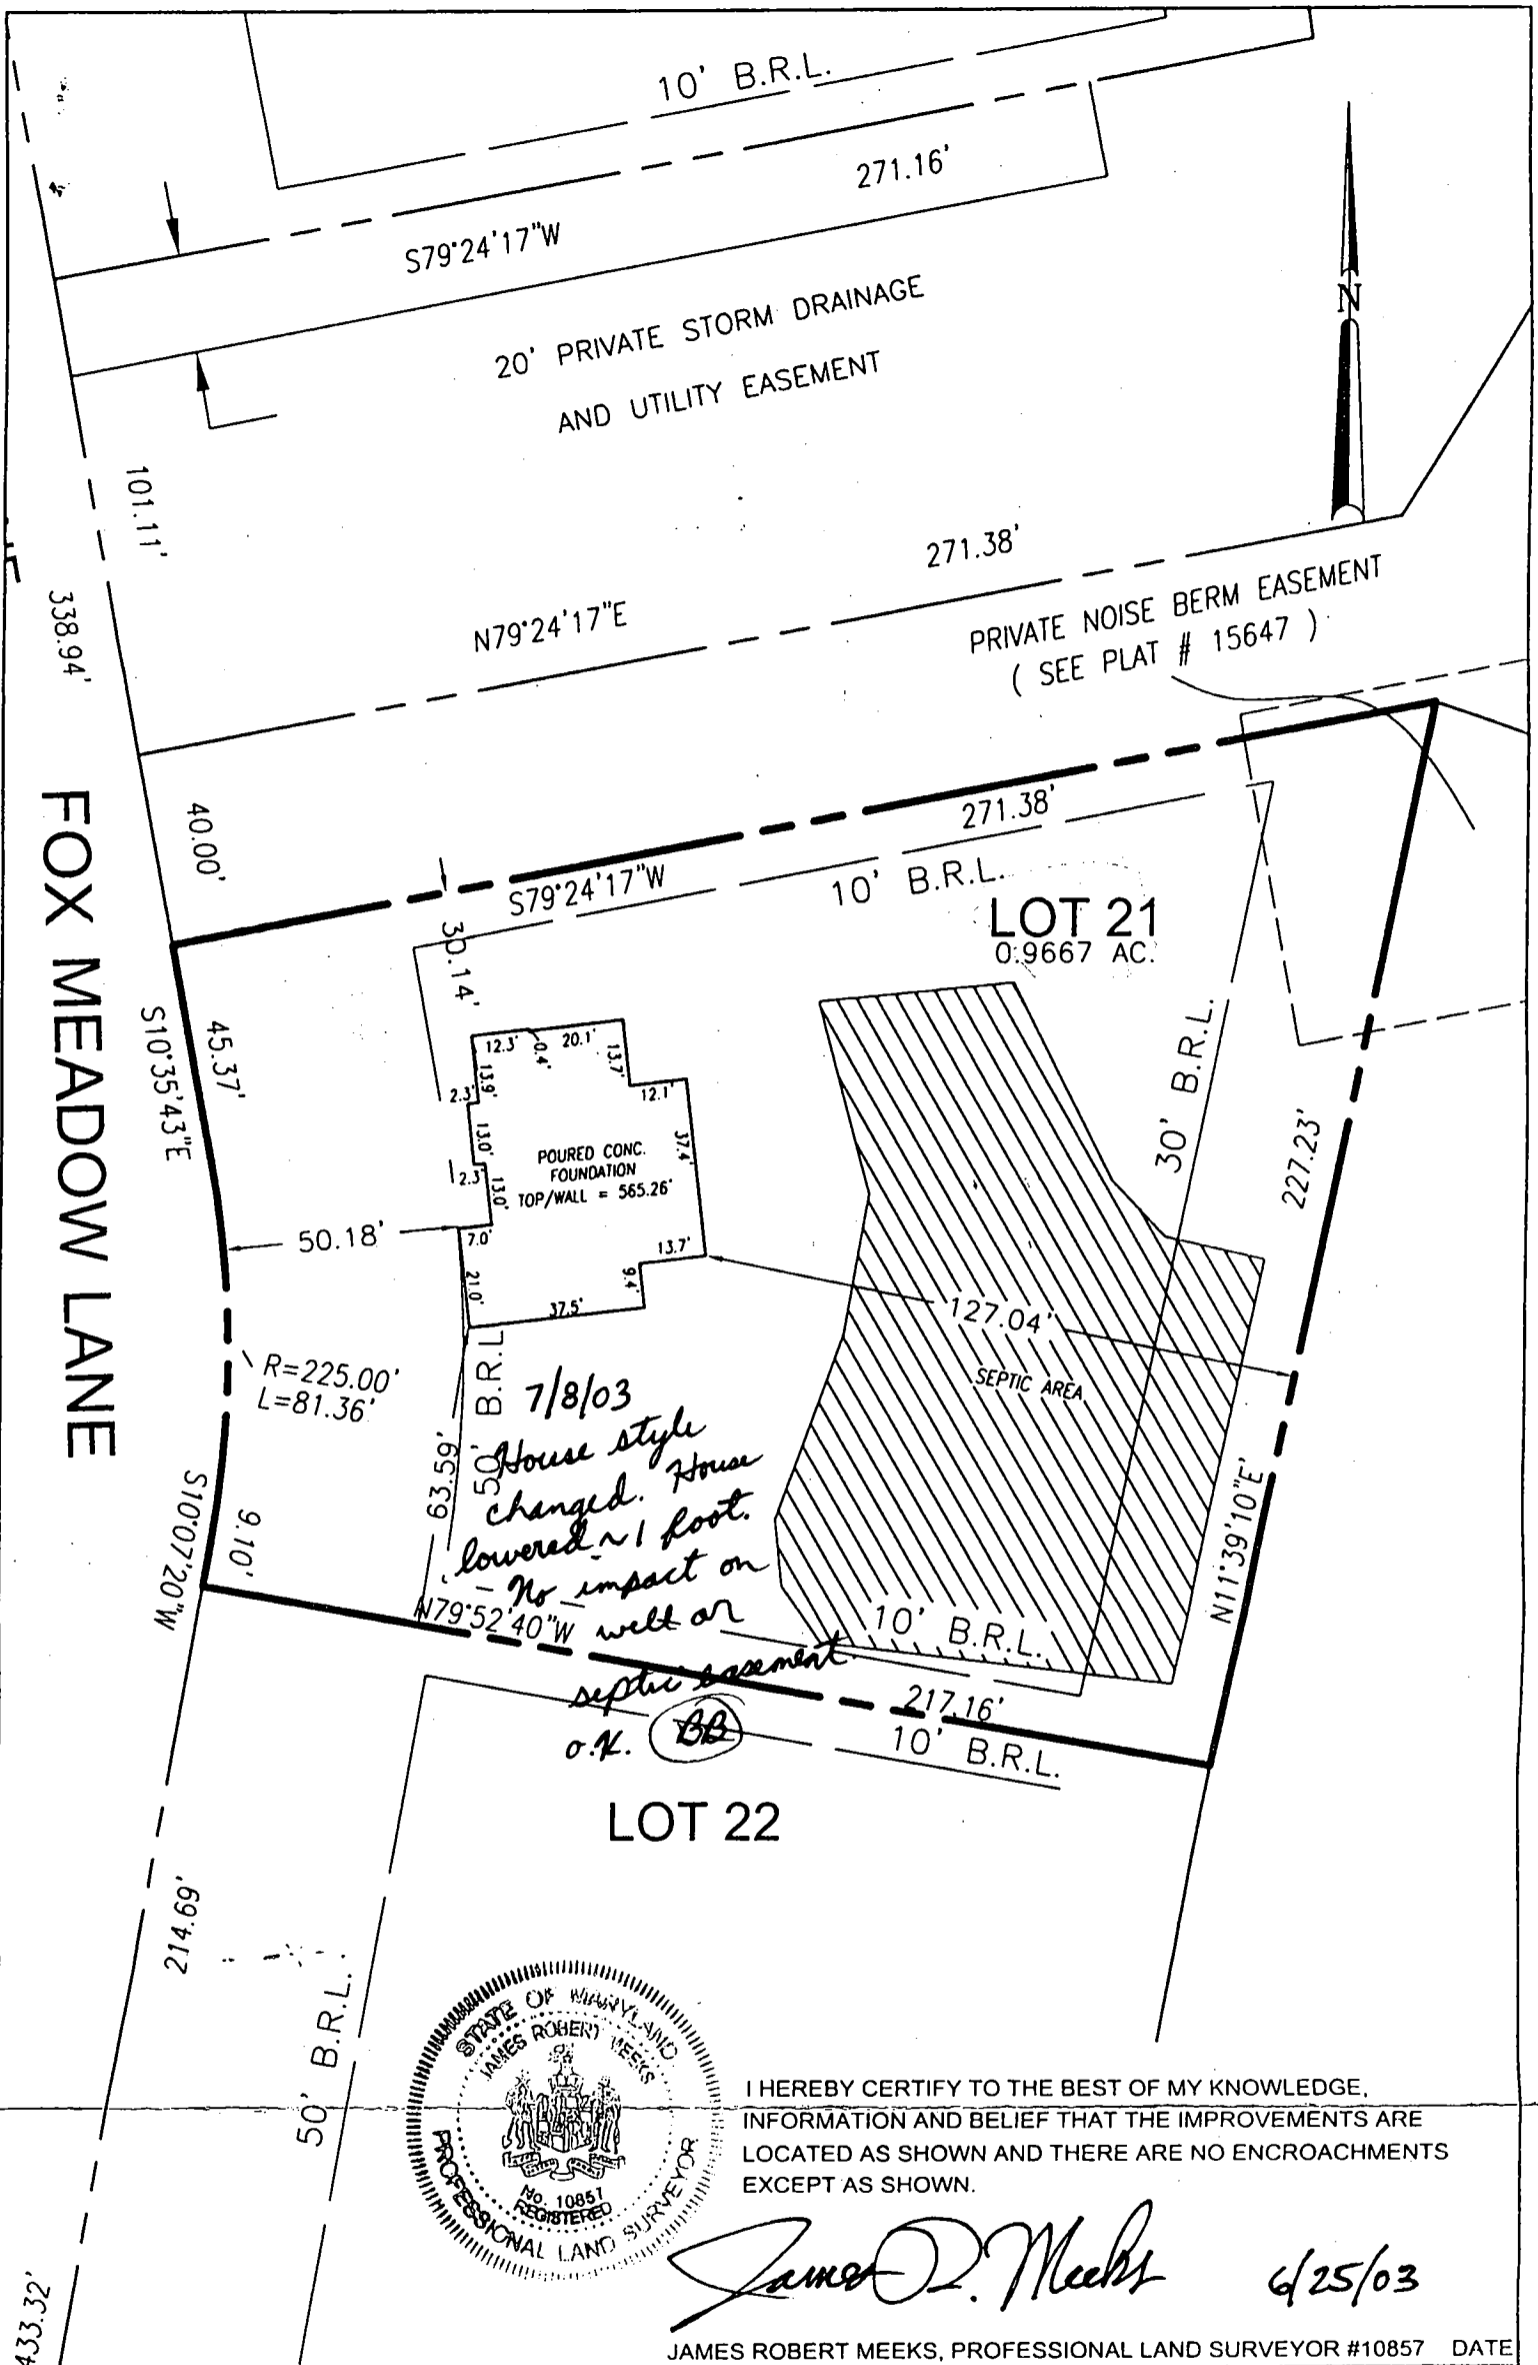 10' B.R.L.
271.16'
S79°24'17"W
20' PRIVATE STORM DRAINAGE
AND UTILITY EASEMENT
N
101.11'
338.94'
271.38'
N79°24'17"E
PRIVATE NOISE BERM EASEMENT
( SEE PLAT # 15647 )
FOX MEADOW LANE
40.00'
271.38'
S79°24'17"W
10' B.R.L.
LOT 21
0.9667 AC.
30.14'
45.37'
S10°35'43"E
12.3'
0.4'
20.1'
13.7'
13.9'
2.3'
12.1'
13.0'
37.4'
POURED CONC.
FOUNDATION
TOP/WALL = 565.26'
2.3'
13.0'
30' B.R.L.
227.23'
50.18'
7.0'
13.7'
21.0'
9.4'
37.5'
127.04'
SEPTIC AREA
R=225.00'
L=81.36'
50' B.R.L.
63.59'
7/8/03
House style
changed. House
lowered ~1 foot.
- No impact on
well or
septic easement
o.k. BB
S10°07'20"W
9.10'
N79°52'40"W
N11°39'10"E
10' B.R.L.
217.16'
10' B.R.L.
LOT 22
214.69'
50' B.R.L.
433.32'
STATE OF MARYLAND
JAMES ROBERT MEEKS
No. 10857
REGISTERED
PROFESSIONAL LAND SURVEYOR
I HEREBY CERTIFY TO THE BEST OF MY KNOWLEDGE,
INFORMATION AND BELIEF THAT THE IMPROVEMENTS ARE
LOCATED AS SHOWN AND THERE ARE NO ENCROACHMENTS
EXCEPT AS SHOWN.
James R. Meeks 6/25/03
JAMES ROBERT MEEKS, PROFESSIONAL LAND SURVEYOR #10857 DATE